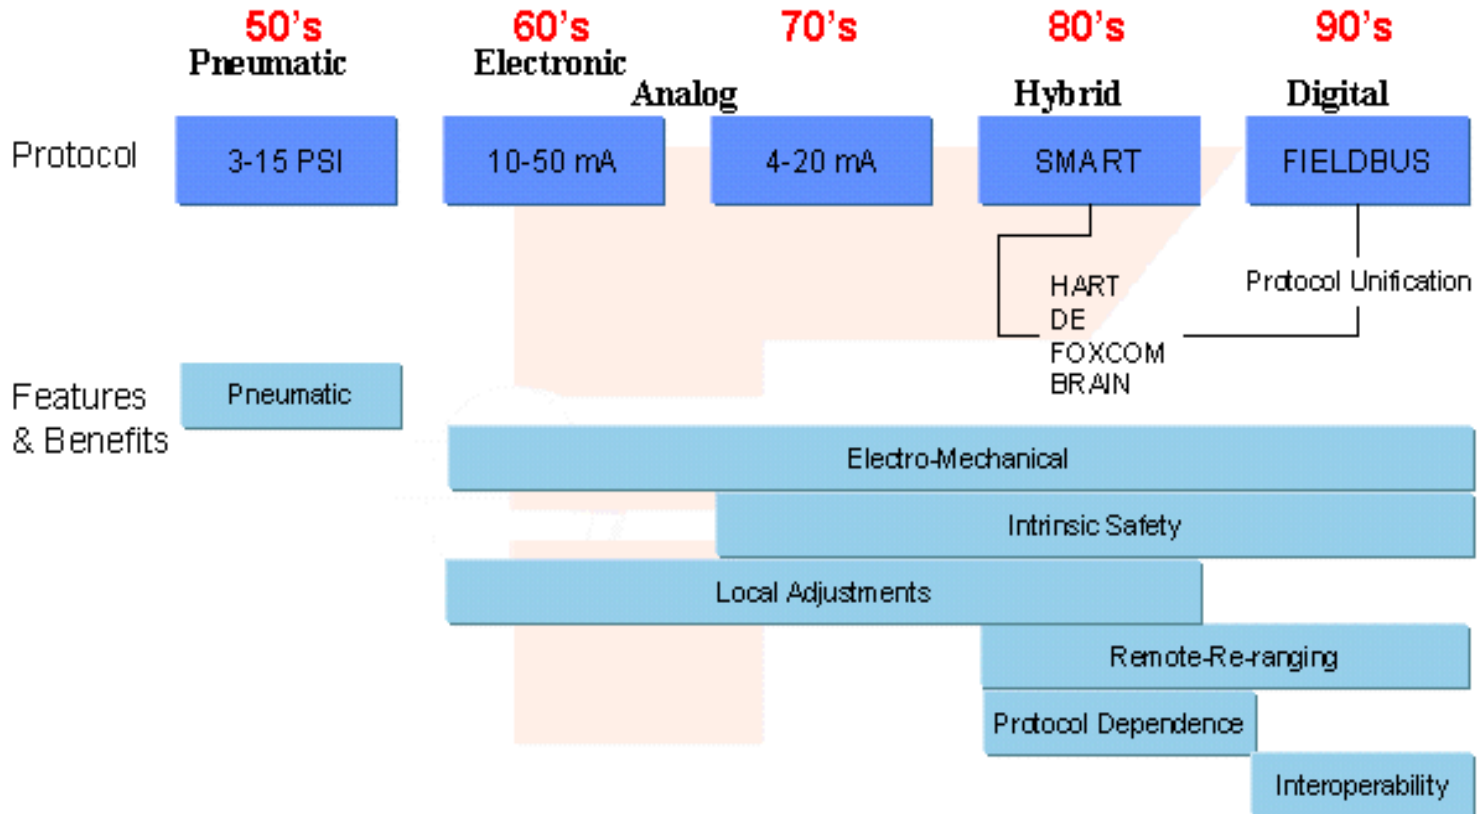 50's
60's
70's
80's
90's
Pneumatic
Electronic
Analog
Hybrid
Digital
Protocol
3-15 PSI
10-50 mA
4-20 mA
SMART
FIELDBUS
HART
DE
FOXCOM
BRAIN
Protocol Unification
Features
& Benefits
Pneumatic
Electro-Mechanical
Intrinsic Safety
Local Adjustments
Remote-Re-ranging
Protocol Dependence
Interoperability